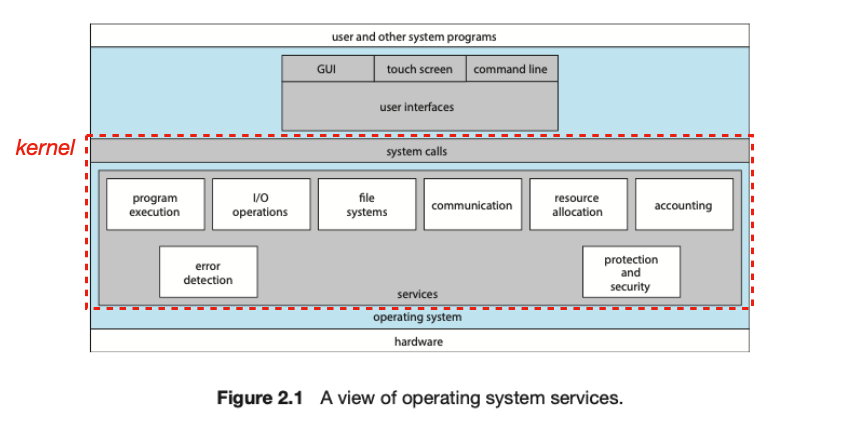 user and other system programs
GUI touch screen command line
user interfaces
kernel
system calls
program
execution
I/O
operations
file
systems
communication
resource
allocation
accounting
error
detection
protection
and
security
services
operating system
hardware
Figure 2.1 A view of operating system services.